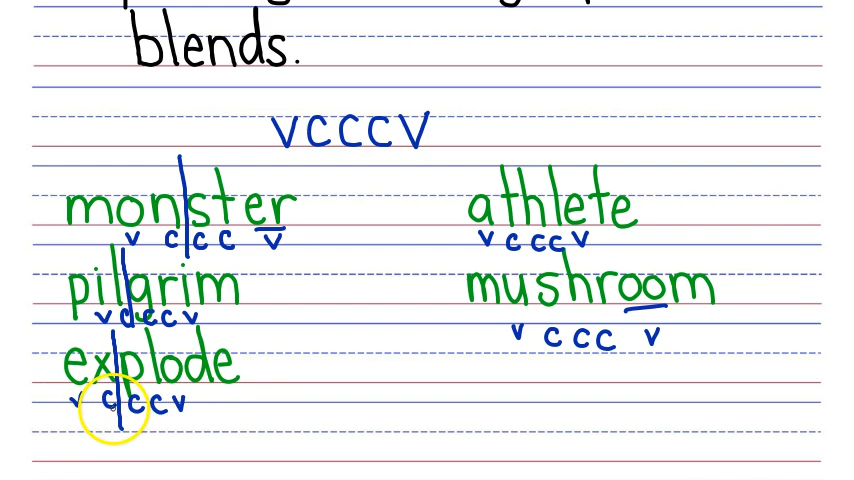 blends.
VCCCV
monster athlete
v c c c v v c c c v
pilgrim mushroom
v c c c v v c c c v
explode
v c c c v